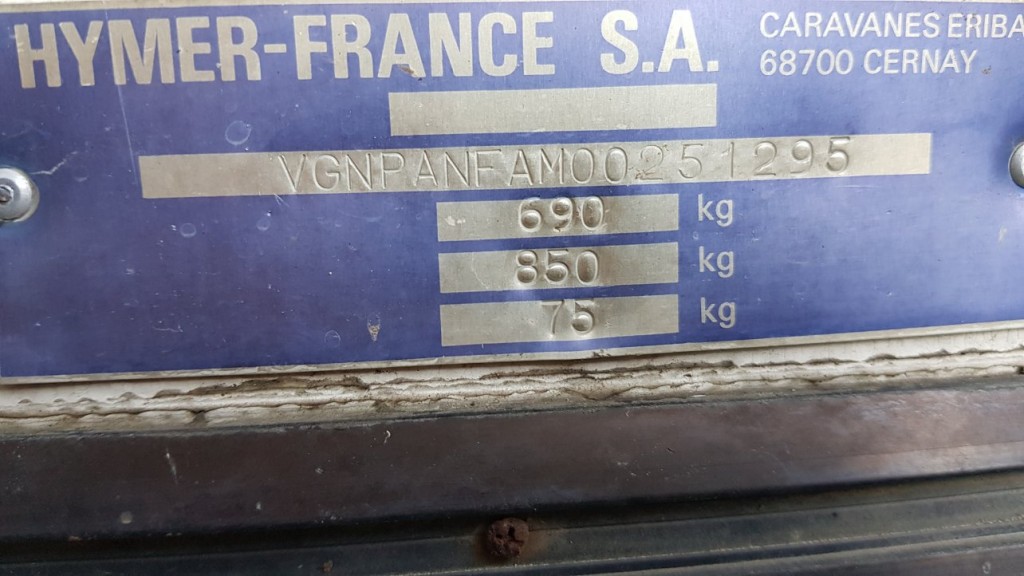 HYMER-FRANCE S.A.
CARAVANES ERIBA
68700 CERNAY
VGNPANFAM00251295
690 kg
850 kg
75 kg